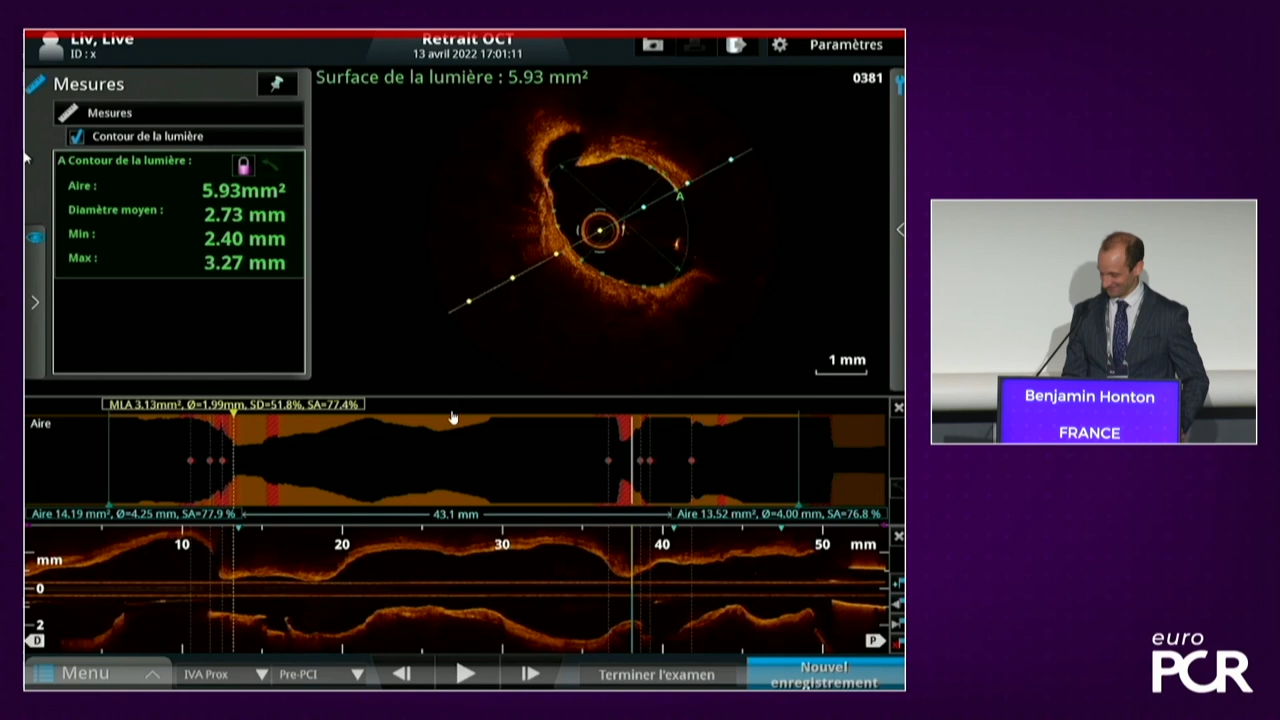 Liv, Live
ID : x
Retrait OCT
13 avril 2022 17:01:11
Paramètres
Mesures
Mesures
Contour de la lumière
A Contour de la lumière :
Aire :
5.93mm²
Diamètre moyen :
2.73 mm
Min :
2.40 mm
Max :
3.27 mm
Surface de la lumière : 5.93 mm²
0381
A
1 mm
MLA 3.13mm², Ø=1.99mm, SD=51.8%, SA=77.4%
Aire
Aire 14.19 mm², Ø=4.25 mm, SA=77.9 %
43.1 mm
Aire 13.52 mm², Ø=4.00 mm, SA=76.8 %
10 20 30 40 50 mm
mm
0
2
D
P
Menu
IVA Prox
Pre-PCI
Terminer l'examen
Nouvel
enregistrement
Benjamin Honton
FRANCE
euro
PCR